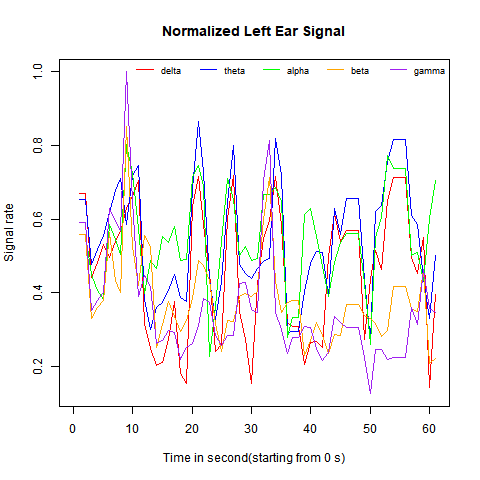 Normalized Left Ear Signal
delta theta alpha beta gamma
1.0
0.8
0.6
0.4
0.2
Signal rate
0 10 20 30 40 50 60
Time in second(starting from 0 s)